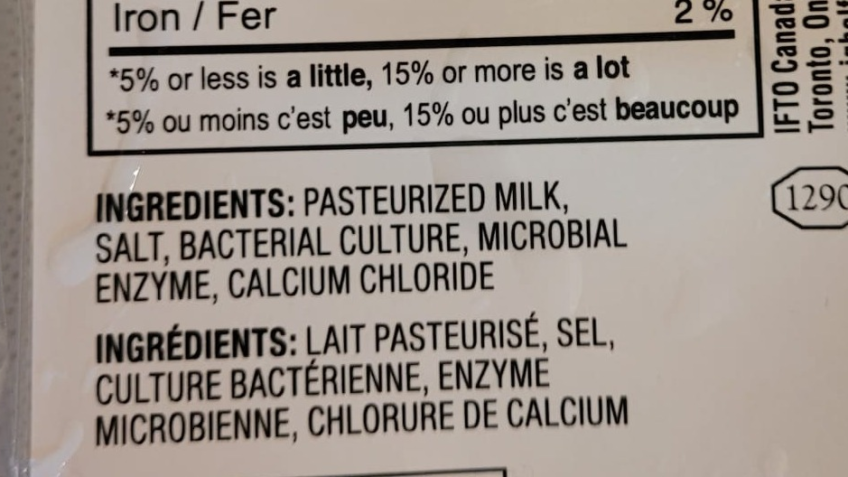 Iron / Fer 2 %
*5% or less is a little, 15% or more is a lot
*5% ou moins c'est peu, 15% ou plus c'est beaucoup
INGREDIENTS: PASTEURIZED MILK,
SALT, BACTERIAL CULTURE, MICROBIAL
ENZYME, CALCIUM CHLORIDE
INGRÉDIENTS: LAIT PASTEURISÉ, SEL,
CULTURE BACTÉRIENNE, ENZYME
MICROBIENNE, CHLORURE DE CALCIUM
IFTO Canad
Toronto, On
1290